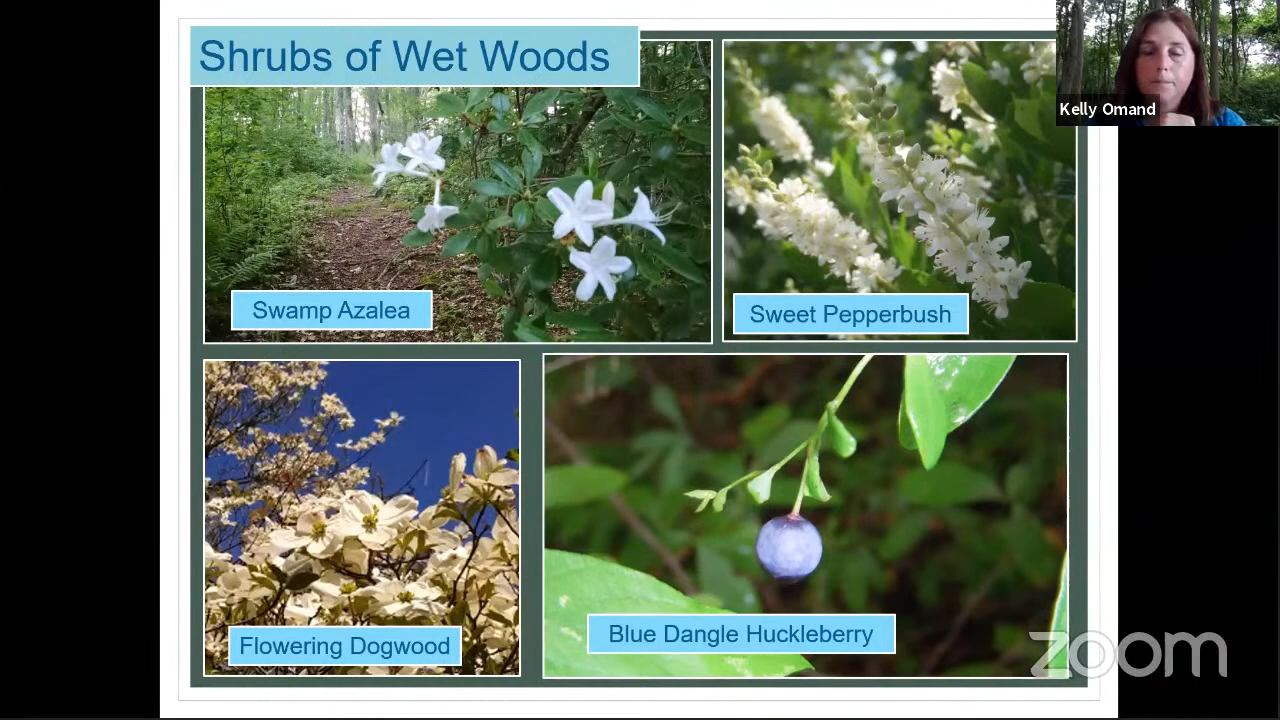 Shrubs of Wet Woods
Kelly Omand
Swamp Azalea
Sweet Pepperbush
Flowering Dogwood
Blue Dangle Huckleberry
zoom